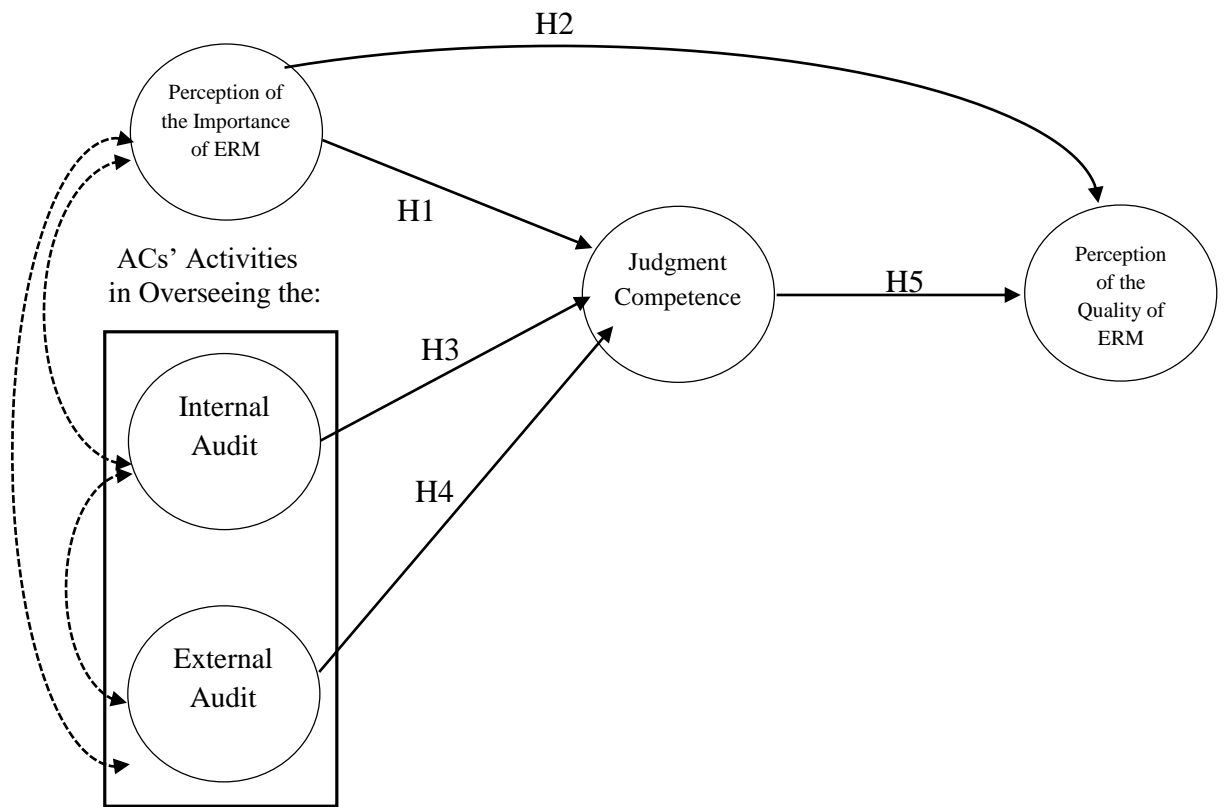 H2
Perception of
the Importance
of ERM
H1
ACs’ Activities
in Overseeing the:
Judgment
Competence
H5
Perception
of the
Quality of
ERM
H3
Internal
Audit
H4
External
Audit